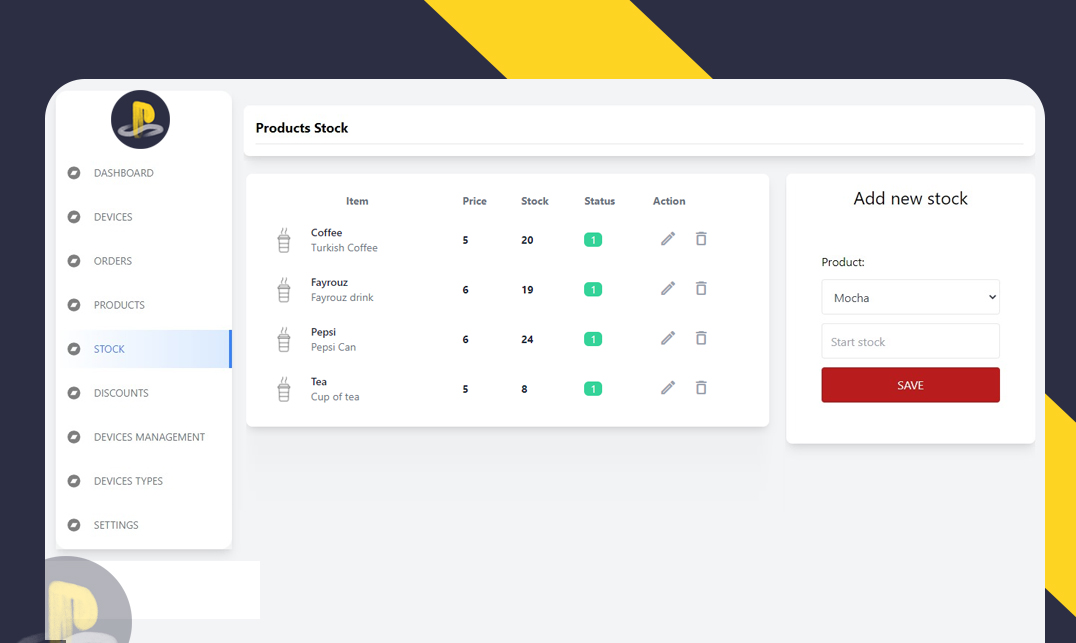 DASHBOARD
DEVICES
ORDERS
PRODUCTS
STOCK
DISCOUNTS
DEVICES MANAGEMENT
DEVICES TYPES
SETTINGS
Products Stock
Item Price Stock Status Action
Coffee
Turkish Coffee
5 20 1
Fayrouz
Fayrouz drink
6 19 1
Pepsi
Pepsi Can
6 24 1
Tea
Cup of tea
5 8 1
Add new stock
Product:
Mocha
Start stock
SAVE